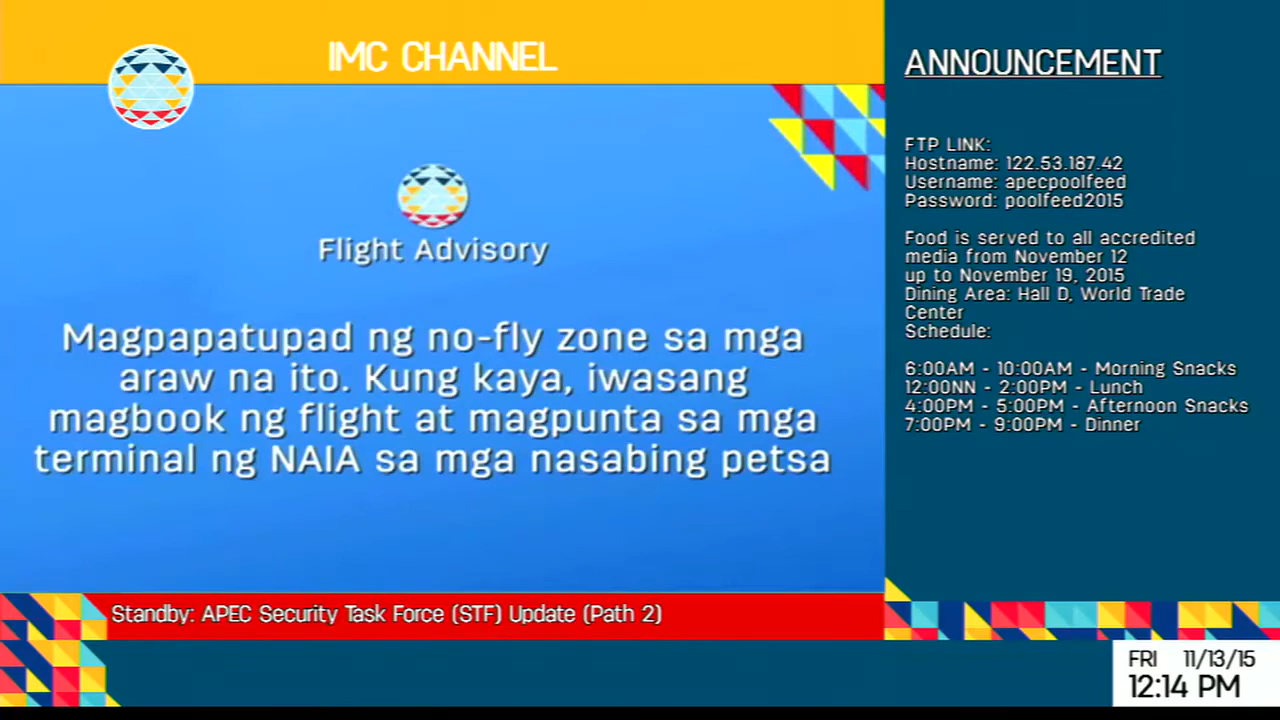 IMC CHANNEL
Flight Advisory
Magpapatupad ng no-fly zone sa mga
araw na ito. Kung kaya, iwasang
magbook ng flight at magpunta sa mga
terminal ng NAIA sa mga nasabing petsa
Standby: APEC Security Task Force (STF) Update (Path 2)
ANNOUNCEMENT
FTP LINK:
Hostname: 122.53.187.42
Username: apecpoolfeed
Password: poolfeed2015
Food is served to all accredited
media from November 12
up to November 19, 2015
Dining Area: Hall D, World Trade
Center
Schedule:
6:00AM - 10:00AM - Morning Snacks
12:00NN - 2:00PM - Lunch
4:00PM - 5:00PM - Afternoon Snacks
7:00PM - 9:00PM - Dinner
FRI 11/13/15
12:14 PM